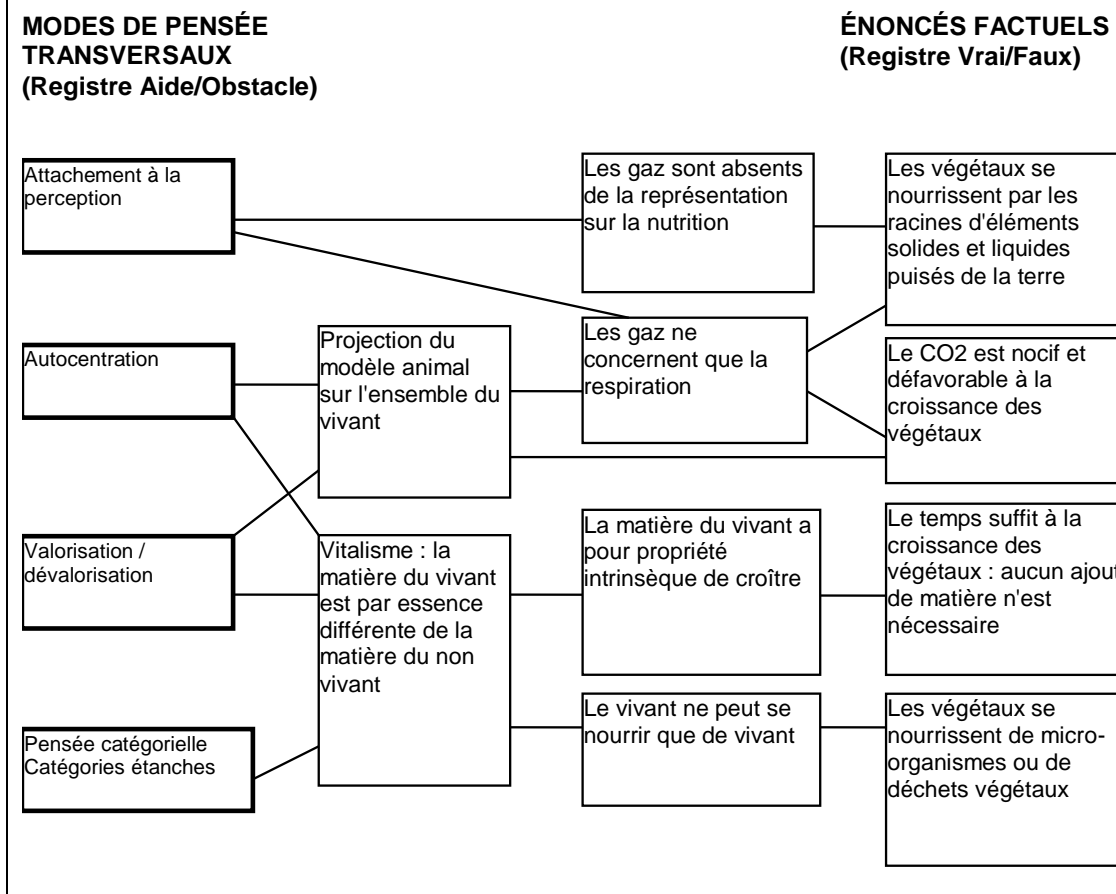 MODES DE PENSÉE
TRANSVERSAUX
(Registre Aide/Obstacle)
ÉNONCÉS FACTUELS
(Registre Vrai/Faux)
Attachement à la
perception
Les gaz sont absents
de la représentation
sur la nutrition
Les végétaux se
nourrissent par les
racines d'éléments
solides et liquides
puisés de la terre
Autocentration
Projection du
modèle animal
sur l'ensemble du
vivant
Les gaz ne
concernent que la
respiration
Le CO2 est nocif et
défavorable à la
croissance des
végétaux
Valorisation /
dévalorisation
Vitalisme : la
matière du vivant
est par essence
différente de la
matière du non
vivant
La matière du vivant a
pour propriété
intrinsèque de croître
Le temps suffit à la
croissance des
végétaux : aucun ajout
de matière n'est
nécessaire
Pensée catégorielle
Catégories étanches
Le vivant ne peut se
nourrir que de vivant
Les végétaux se
nourrissent de micro-
organismes ou de
déchets végétaux